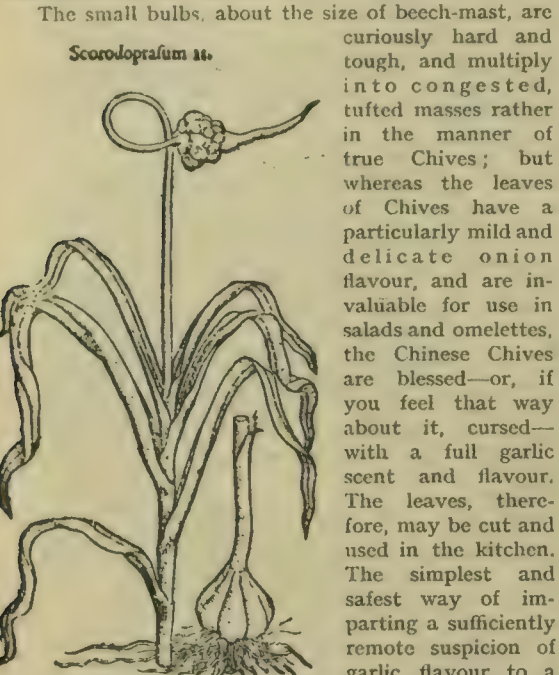 The small bulbs, about the size of beech-mast, are
Scorodoprasum 11.
curiously hard and
tough, and multiply
into congested,
tufted masses rather
in the manner of
true Chives; but
whereas the leaves
of Chives have a
particularly mild and
delicate onion
flavour, and are in-
valuable for use in
salads and omelettes,
the Chinese Chives
are blessed—or, if
you feel that way
about it, cursed—
with a full garlic
scent and flavour.
The leaves, there-
fore, may be cut and
used in the kitchen.
The simplest and
safest way of im-
parting a sufficiently
remote suspicion of
garlic flavour to a